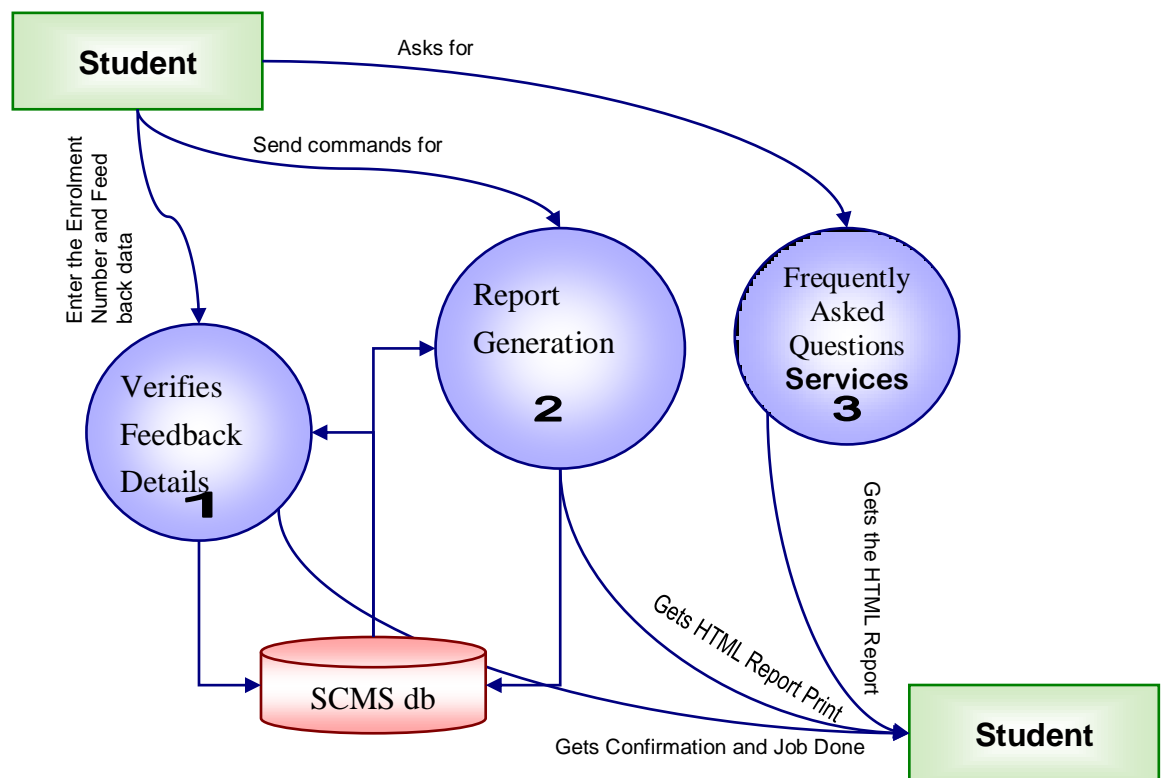 Student
Asks for
Send commands for
Enter the Enrolment
Number and Feed
back data
Verifies
Feedback
Details
1
Report
Generation
2
Frequently
Asked
Questions
Services
3
SCMS db
Gets the HTML Report
Gets HTML Report Print
Gets Confirmation and Job Done
Student